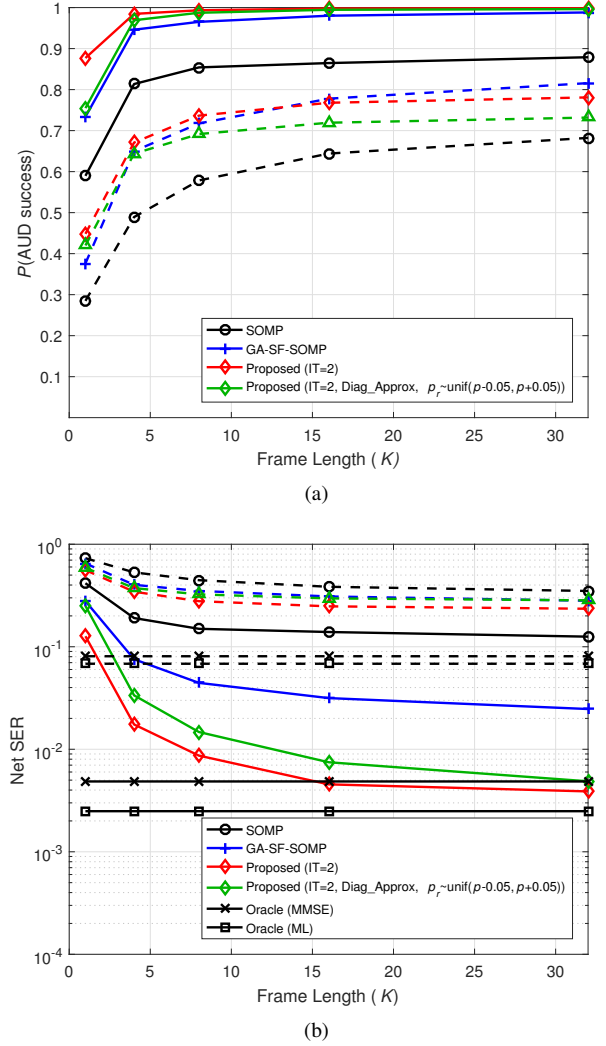 1
0.9
0.8
0.7
0.6
0.5
0.4
0.3
0.2
0.1
P(AUD success)
SOMP
GA-SF-SOMP
Proposed (IT=2)
Proposed (IT=2, Diag_Approx, p_r~unif(p-0.05, p+0.05))
0 5 10 15 20 25 30
Frame Length ( K)
(a)
10^0
10^-1
10^-2
10^-3
10^-4
Net SER
SOMP
GA-SF-SOMP
Proposed (IT=2)
Proposed (IT=2, Diag_Approx, p_r~unif(p-0.05, p+0.05))
Oracle (MMSE)
Oracle (ML)
0 5 10 15 20 25 30
Frame Length ( K)
(b)